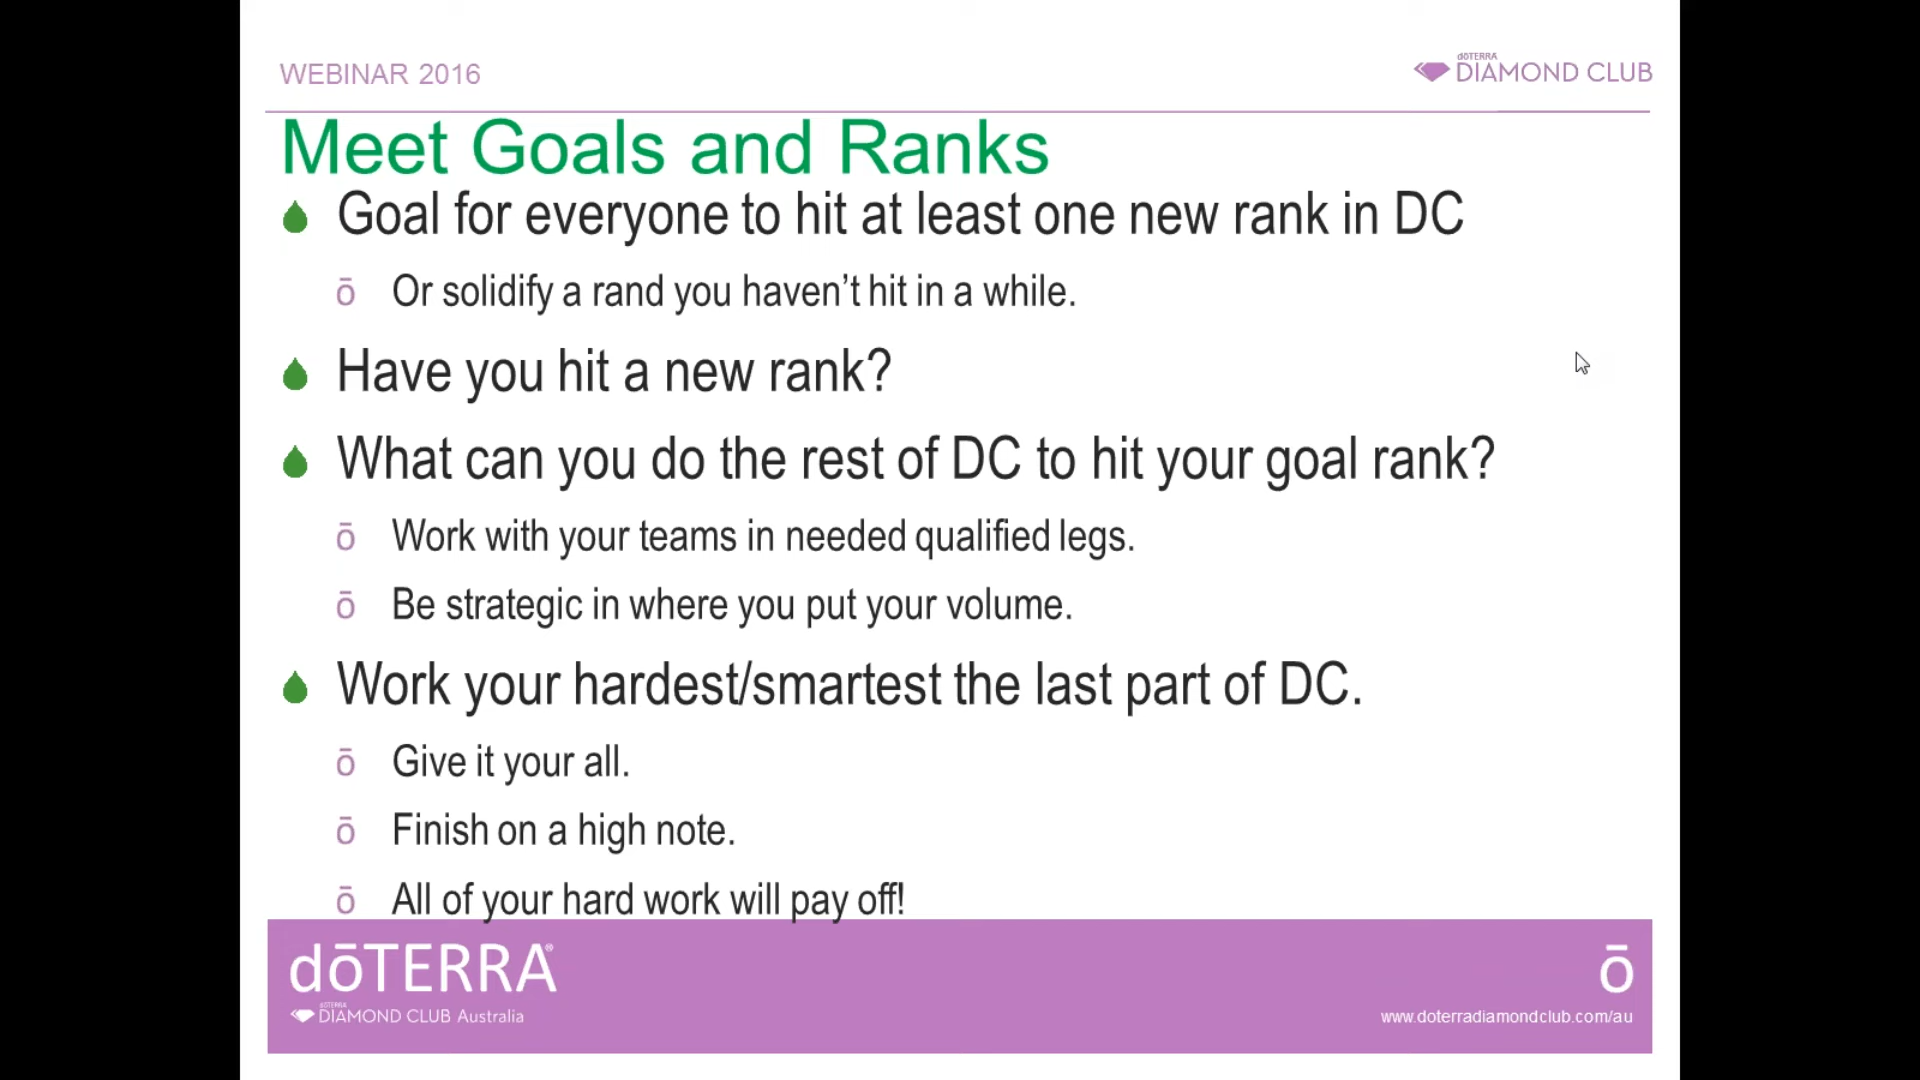 WEBINAR 2016
dōTERRA
DIAMOND CLUB
Meet Goals and Ranks
Goal for everyone to hit at least one new rank in DC
ō Or solidify a rand you haven't hit in a while.
Have you hit a new rank?
What can you do the rest of DC to hit your goal rank?
ō Work with your teams in needed qualified legs.
ō Be strategic in where you put your volume.
Work your hardest/smartest the last part of DC.
ō Give it your all.
ō Finish on a high note.
ō All of your hard work will pay off!
dōTERRA®
ō
dōTERRA
DIAMOND CLUB Australia
www.doterradiamondclub.com/au